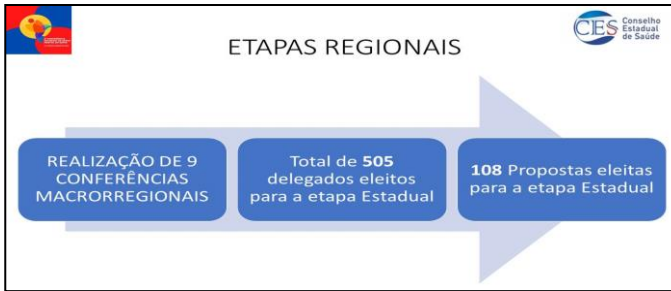 CES Conselho
Estadual
de Saúde
ETAPAS REGIONAIS
REALIZAÇÃO DE 9
CONFERÊNCIAS
MACRORREGIONAIS
Total de 505
delegados eleitos
para a etapa Estadual
108 Propostas eleitas
para a etapa Estadual